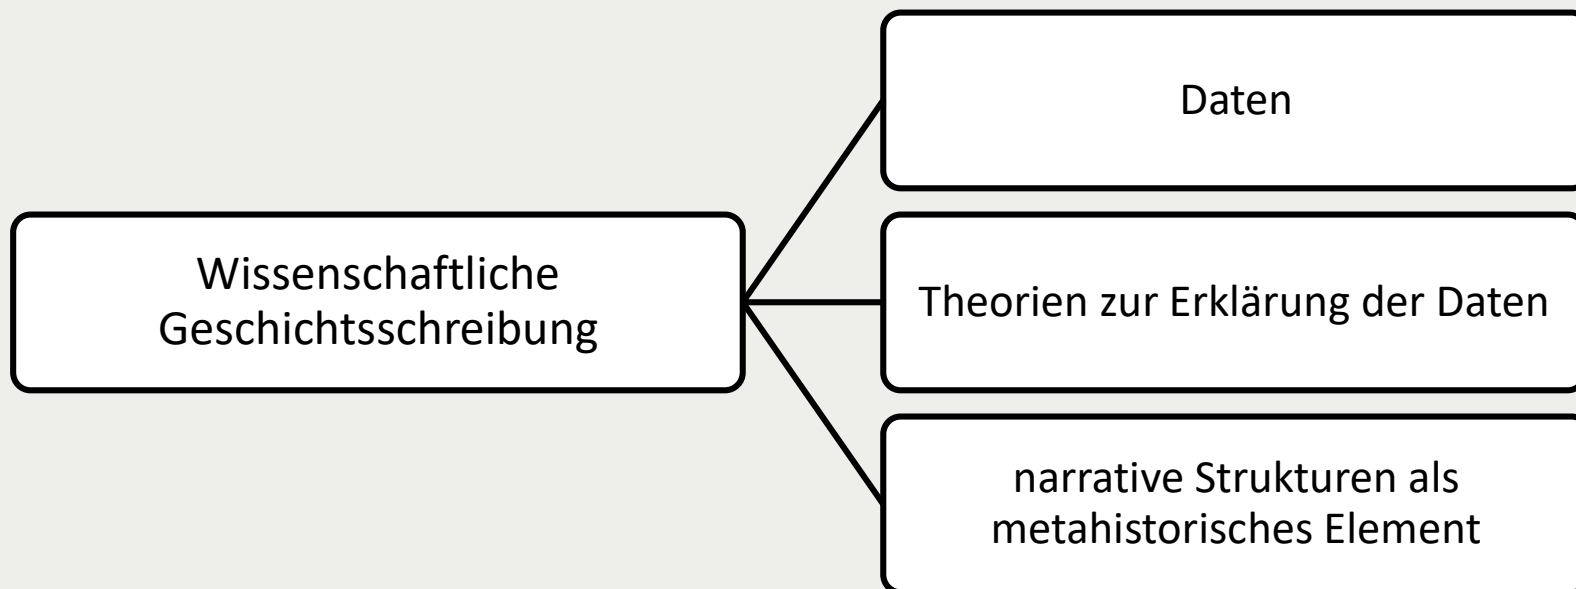 Daten
Wissenschaftliche
Geschichtsschreibung
Theorien zur Erklärung der Daten
narrative Strukturen als
metahistorisches Element